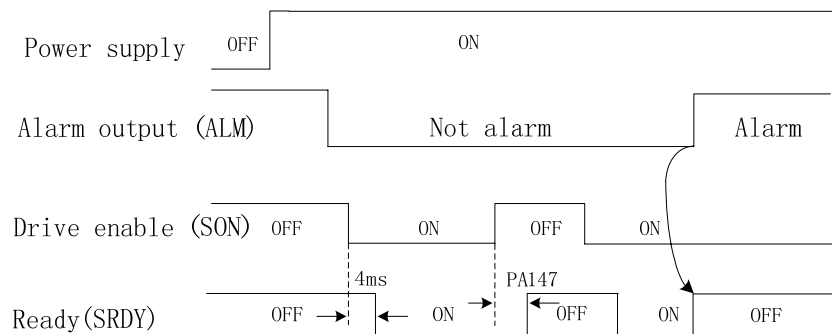 Power supply OFF ON
Alarm output (ALM) Not alarm Alarm
Drive enable (SON) OFF ON OFF ON
4ms PA147
Ready(SRDY) OFF ON OFF ON OFF